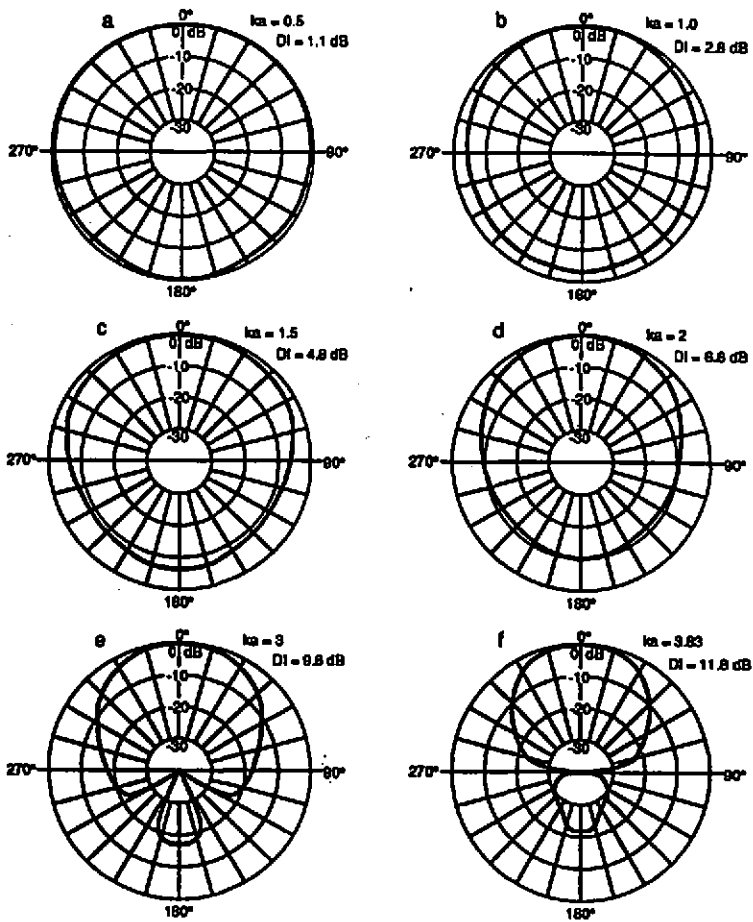 a
ka = 0.5
DI = 1.1 dB
0°
0 dB
-10
-20
-30
270°
90°
180°
b
ka = 1.0
DI = 2.8 dB
0°
0 dB
-10
-20
-30
270°
90°
180°
c
ka = 1.5
DI = 4.8 dB
0°
0 dB
-10
-20
-30
270°
90°
180°
d
ka = 2
DI = 6.6 dB
0°
0 dB
-10
-20
-30
270°
90°
180°
e
ka = 3
DI = 9.8 dB
0°
0 dB
-10
-20
-30
270°
90°
180°
f
ka = 3.83
DI = 11.8 dB
0°
0 dB
-10
-20
-30
270°
90°
180°